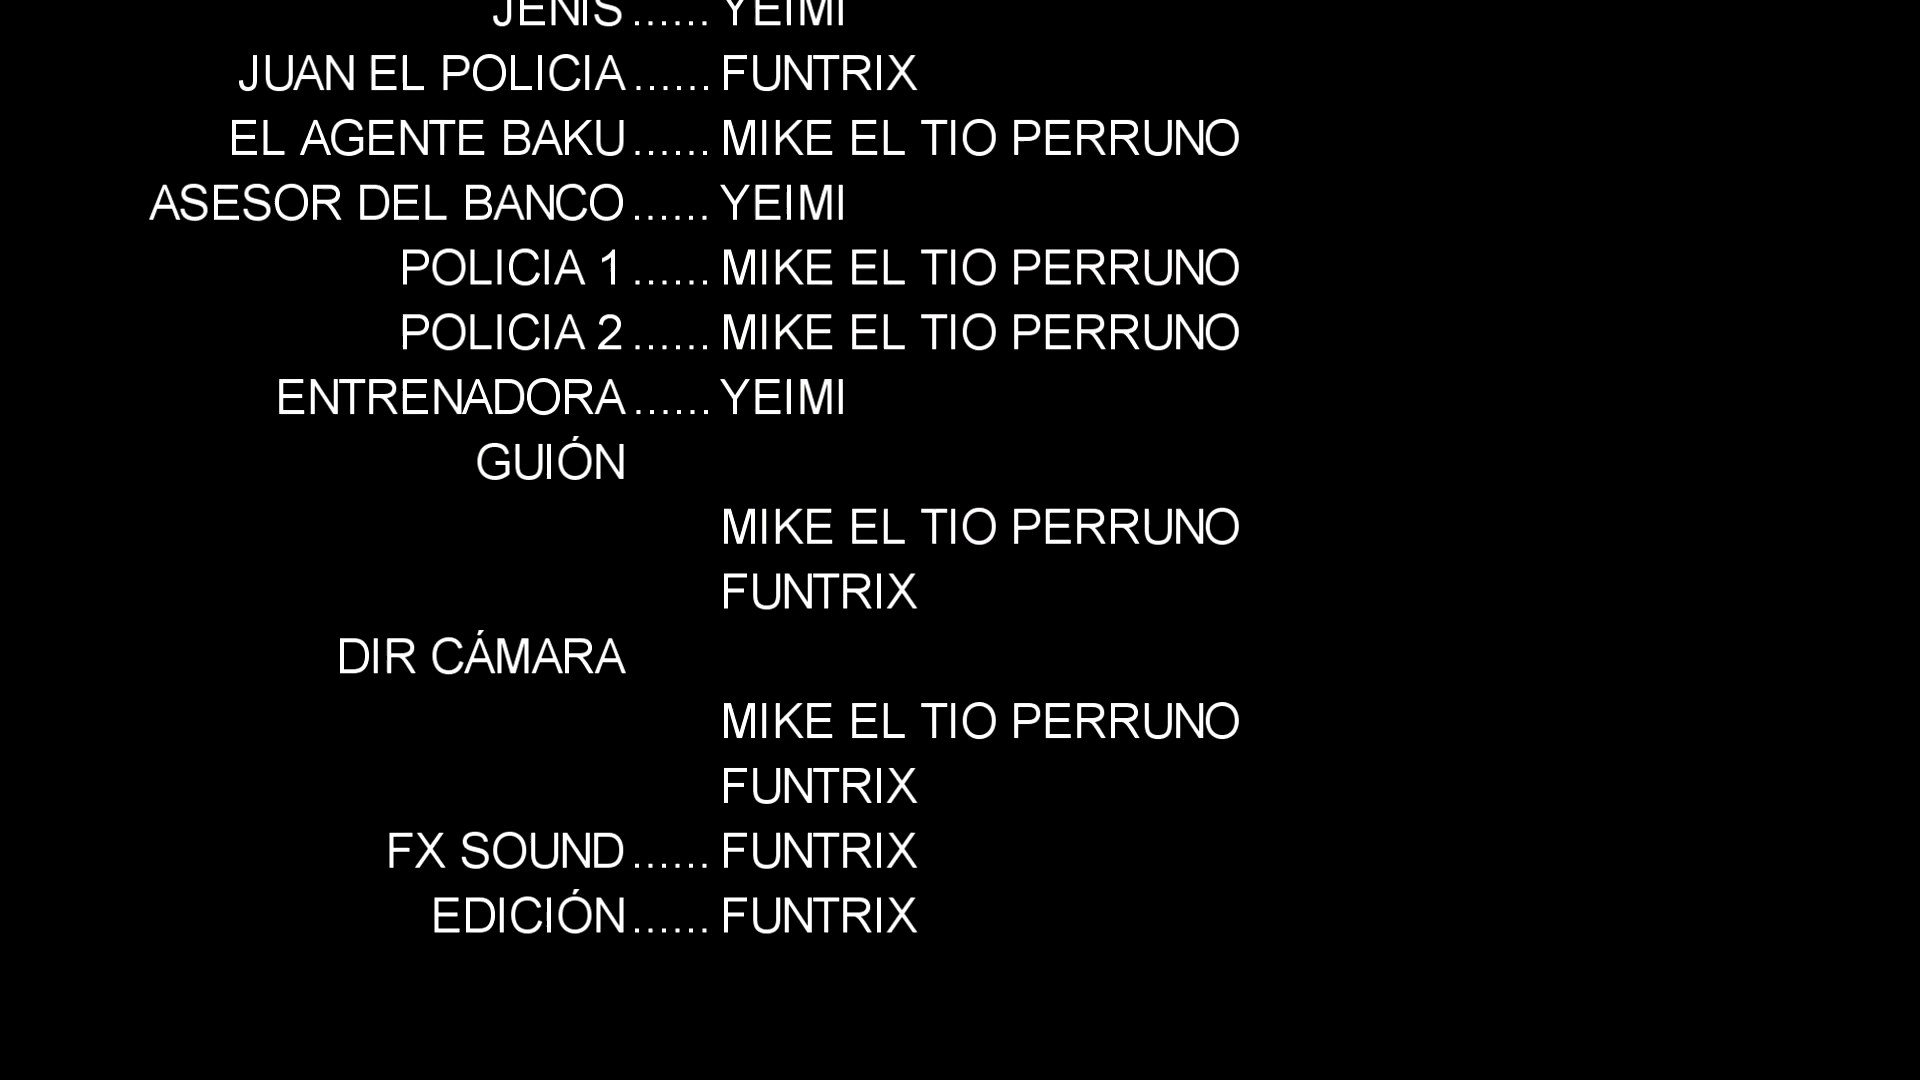 JENIS ...... YEIMI
JUAN EL POLICIA ...... FUNTRIX
EL AGENTE BAKU ...... MIKE EL TIO PERRUNO
ASESOR DEL BANCO ...... YEIMI
POLICIA 1 ...... MIKE EL TIO PERRUNO
POLICIA 2 ...... MIKE EL TIO PERRUNO
ENTRENADORA ...... YEIMI
GUIÓN
MIKE EL TIO PERRUNO
FUNTRIX
DIR CÁMARA
MIKE EL TIO PERRUNO
FUNTRIX
FX SOUND ...... FUNTRIX
EDICIÓN ...... FUNTRIX